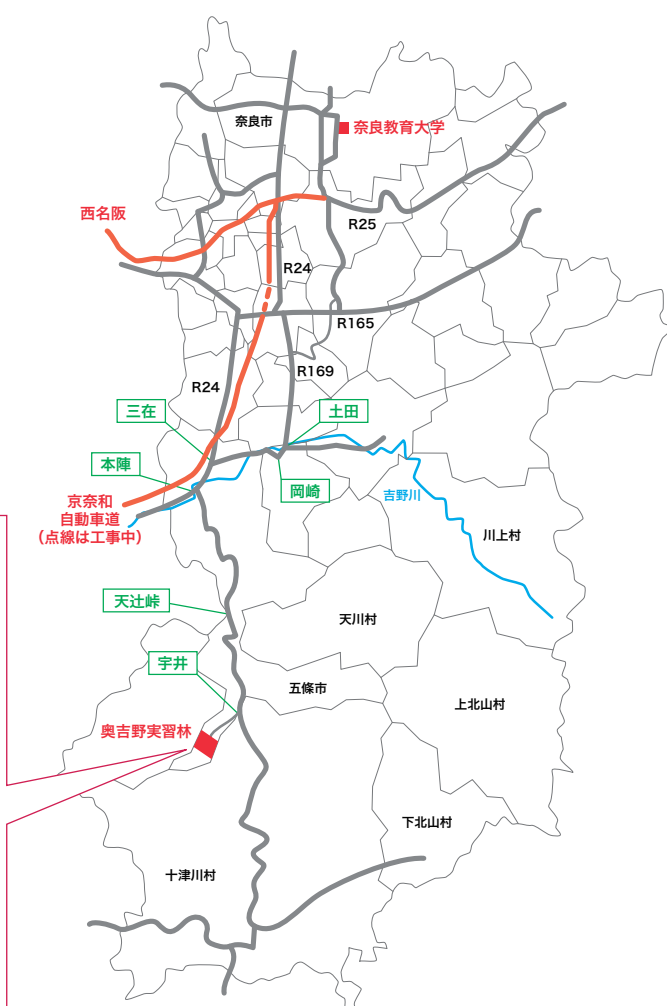 奈良市
奈良教育大学
西名阪
R25
R24
R165
R169
R24
三在
土田
本陣
岡崎
吉野川
京奈和
自動車道
(点線は工事中)
川上村
天辻峠
天川村
宇井
五條市
上北山村
奥吉野実習林
下北山村
十津川村